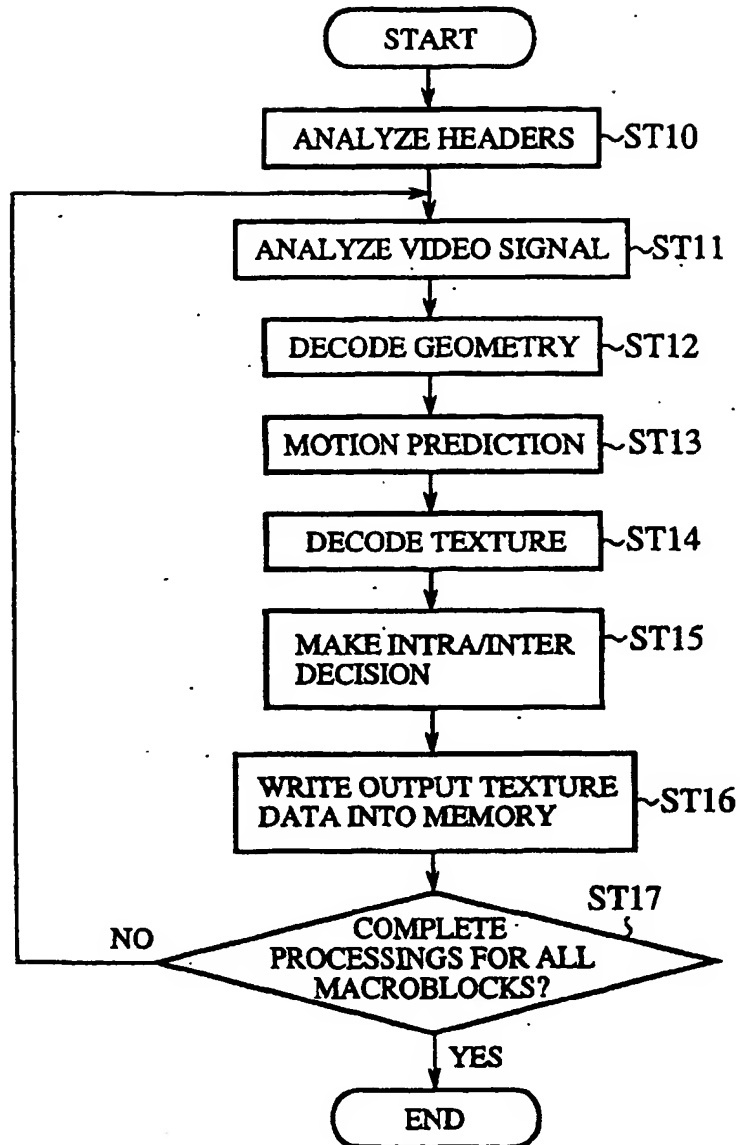 START
ANALYZE HEADERS ~ST10
ANALYZE VIDEO SIGNAL ~ST11
DECODE GEOMETRY ~ST12
MOTION PREDICTION ~ST13
DECODE TEXTURE ~ST14
MAKE INTRA/INTER ~ST15
DECISION
WRITE OUTPUT TEXTURE
DATA INTO MEMORY ~ST16
ST17
COMPLETE
NO
PROCESSINGS FOR ALL
MACROBLOCKS?
YES
END